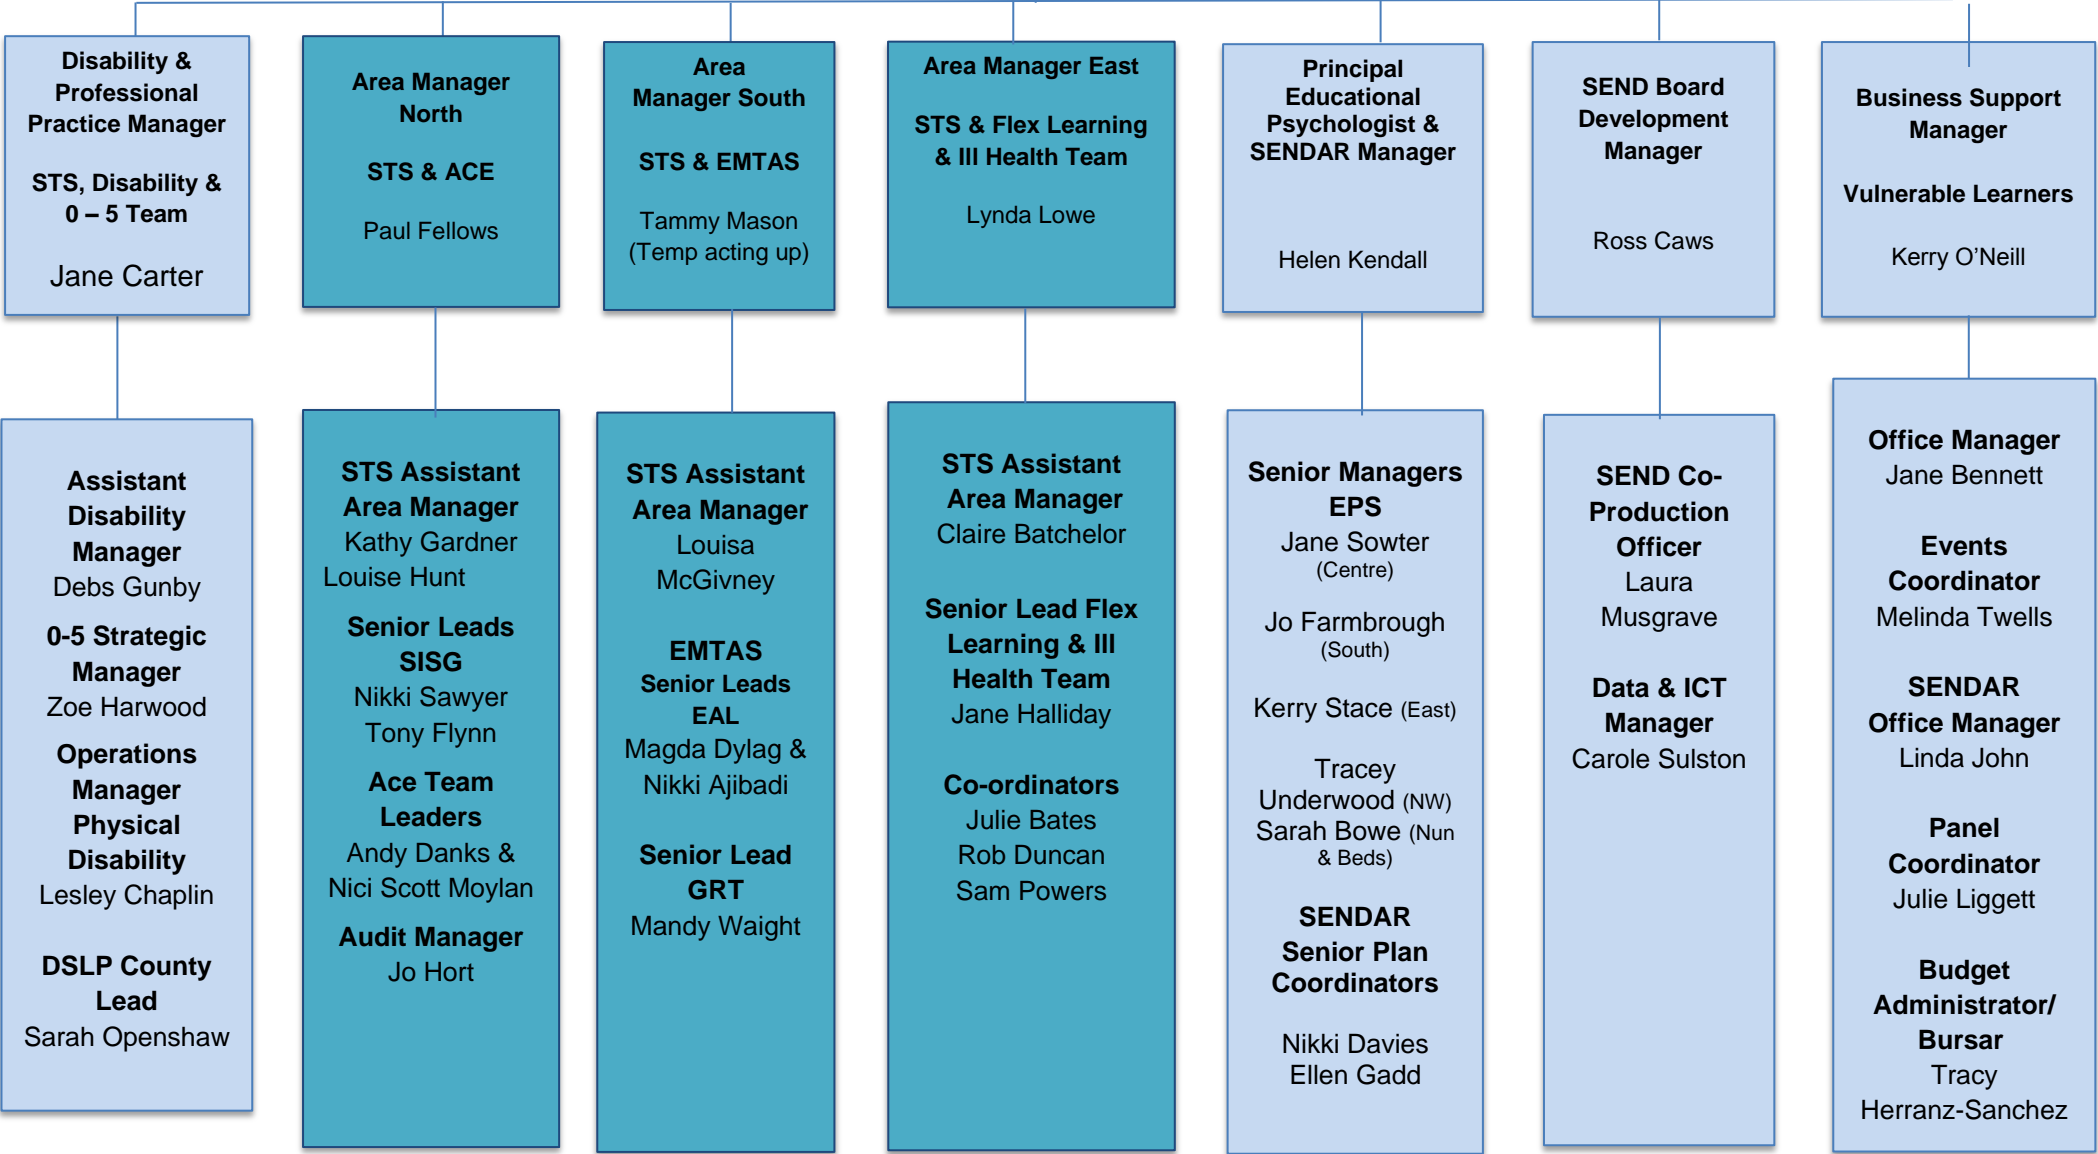 Disability &
Professional
Practice Manager
STS, Disability &
0 – 5 Team
Jane Carter
Area Manager
North
STS & ACE
Paul Fellows
Area
Manager South
STS & EMTAS
Tammy Mason
(Temp acting up)
Area Manager East
STS & Flex Learning
& Ill Health Team
Lynda Lowe
Principal
Educational
Psychologist &
SENDAR Manager
Helen Kendall
SEND Board
Development
Manager
Ross Caws
Business Support
Manager
Vulnerable Learners
Kerry O’Neill
Assistant
Disability
Manager
Debs Gunby
0-5 Strategic
Manager
Zoe Harwood
Operations
Manager
Physical
Disability
Lesley Chaplin
DSLP County
Lead
Sarah Openshaw
STS Assistant
Area Manager
Kathy Gardner
Louise Hunt
Senior Leads
SISG
Nikki Sawyer
Tony Flynn
Ace Team
Leaders
Andy Danks &
Nici Scott Moylan
Audit Manager
Jo Hort
STS Assistant
Area Manager
Louisa
McGivney
EMTAS
Senior Leads
EAL
Magda Dylag &
Nikki Ajibadi
Senior Lead
GRT
Mandy Waight
STS Assistant
Area Manager
Claire Batchelor
Senior Lead Flex
Learning & Ill
Health Team
Jane Halliday
Co-ordinators
Julie Bates
Rob Duncan
Sam Powers
Senior Managers
EPS
Jane Sowter
(Centre)
Jo Farmbrough
(South)
Kerry Stace (East)
Tracey
Underwood (NW)
Sarah Bowe (Nun
& Beds)
SENDAR
Senior Plan
Coordinators
Nikki Davies
Ellen Gadd
SEND Co-
Production
Officer
Laura
Musgrave
Data & ICT
Manager
Carole Sulston
Office Manager
Jane Bennett
Events
Coordinator
Melinda Twells
SENDAR
Office Manager
Linda John
Panel
Coordinator
Julie Liggett
Budget
Administrator/
Bursar
Tracy
Herranz-Sanchez